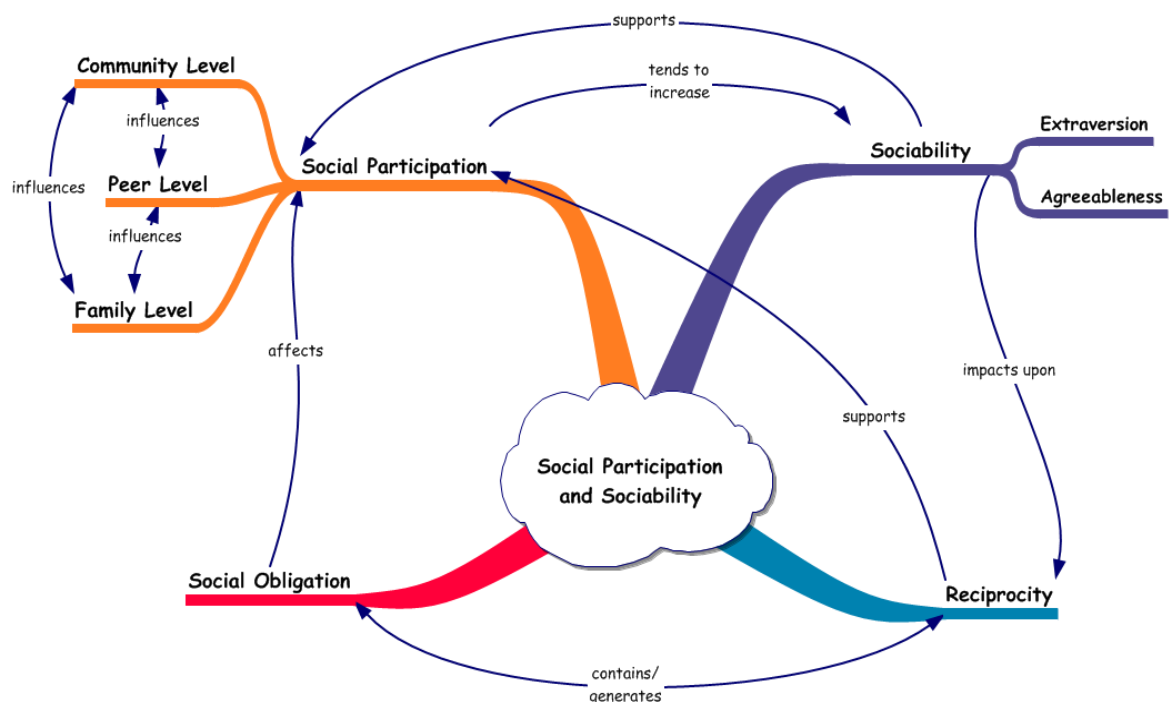 supports
Community Level
tends to
increase
influences
Extraversion
Sociability
Social Participation
influences
Peer Level
Agreeableness
influences
Family Level
affects
impacts upon
supports
Social Participation
and Sociability
Social Obligation
Reciprocity
contains/
generates